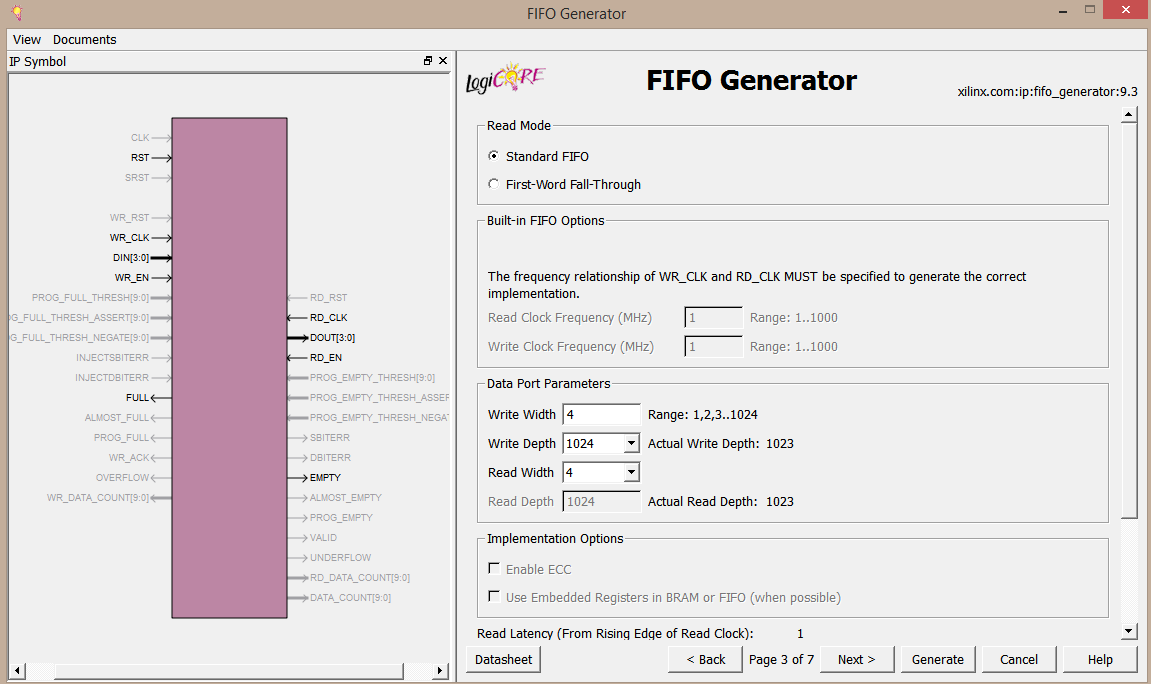 FIFO Generator
View Documents
IP Symbol
CLK
RST
SRST
WR_RST
WR_CLK
DIN[3:0]
WR_EN
PROG_FULL_THRESH[9:0]
RD_RST
OG_FULL_THRESH_ASSERT[9:0]
RD_CLK
G_FULL_THRESH_NEGATE[9:0]
DOUT[3:0]
INJECTSBITERR
RD_EN
INJECTDBITERR
PROG_EMPTY_THRESH[9:0]
FULL
PROG_EMPTY_THRESH_ASSER
ALMOST_FULL
PROG_EMPTY_THRESH_NEGA
PROG_FULL
SBITERR
WR_ACK
DBITERR
OVERFLOW
EMPTY
WR_DATA_COUNT[9:0]
ALMOST_EMPTY
PROG_EMPTY
VALID
UNDERFLOW
RD_DATA_COUNT[9:0]
DATA_COUNT[9:0]
LogiCORE
FIFO Generator
xilinx.com:ip:fifo_generator:9.3
Read Mode
Standard FIFO
First-Word Fall-Through
Built-in FIFO Options
The frequency relationship of WR_CLK and RD_CLK MUST be specified to generate the correct
implementation.
Read Clock Frequency (MHz) 1 Range: 1..1000
Write Clock Frequency (MHz) 1 Range: 1..1000
Data Port Parameters
Write Width 4 Range: 1,2,3..1024
Write Depth 1024 Actual Write Depth: 1023
Read Width 4
Read Depth 1024 Actual Read Depth: 1023
Implementation Options
Enable ECC
Use Embedded Registers in BRAM or FIFO (when possible)
Read Latency (From Rising Edge of Read Clock): 1
Datasheet < Back Page 3 of 7 Next > Generate Cancel Help